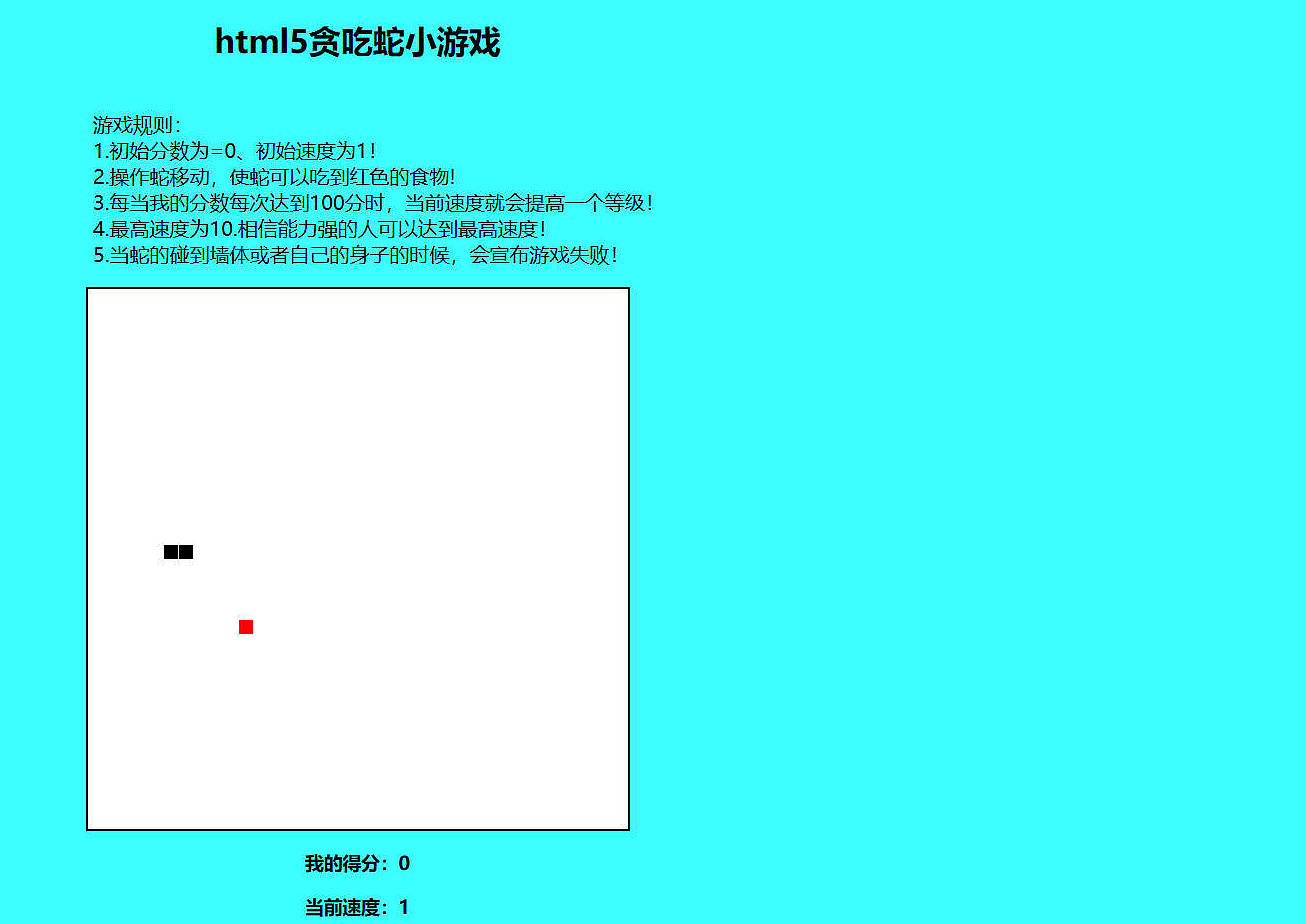 html5贪吃蛇小游戏
游戏规则：
1.初始分数为=0、初始速度为1！
2.操作蛇移动，使蛇可以吃到红色的食物！
3.每当我的分数每次达到100分时，当前速度就会提高一个等级！
4.最高速度为10.相信能力强的人可以达到最高速度！
5.当蛇的碰到墙体或者自己的身子的时候，会宣布游戏失败！
我的得分：0
当前速度：1